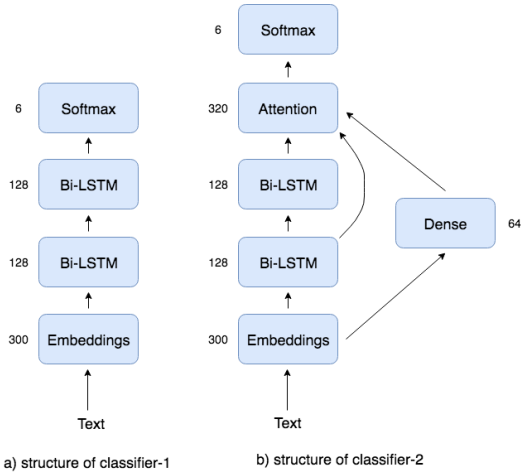 6 Softmax
128 Bi-LSTM
128 Bi-LSTM
300 Embeddings
Text
a) structure of classifier-1
6 Softmax
320 Attention
128 Bi-LSTM
128 Bi-LSTM
Dense 64
300 Embeddings
Text
b) structure of classifier-2